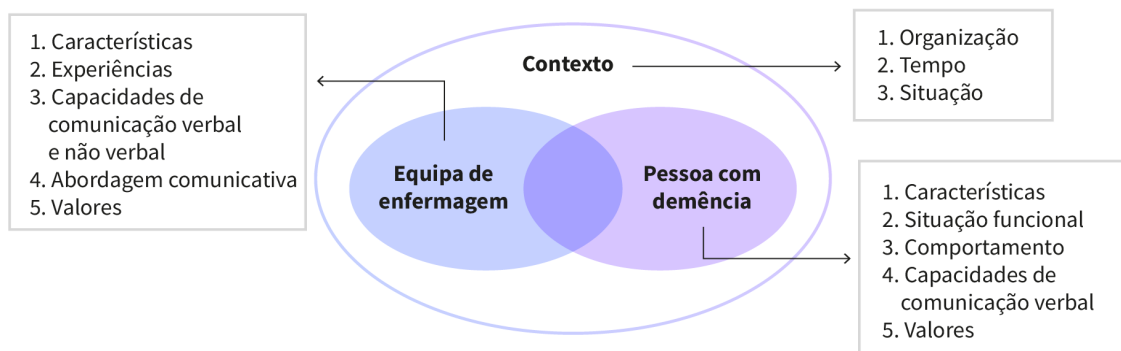 1. Características
2. Experiências
3. Capacidades de
comunicação verbal
e não verbal
4. Abordagem comunicativa
5. Valores
Contexto
Equipa de
enfermagem
Pessoa com
demência
1. Organização
2. Tempo
3. Situação
1. Características
2. Situação funcional
3. Comportamento
4. Capacidades de
comunicação verbal
5. Valores